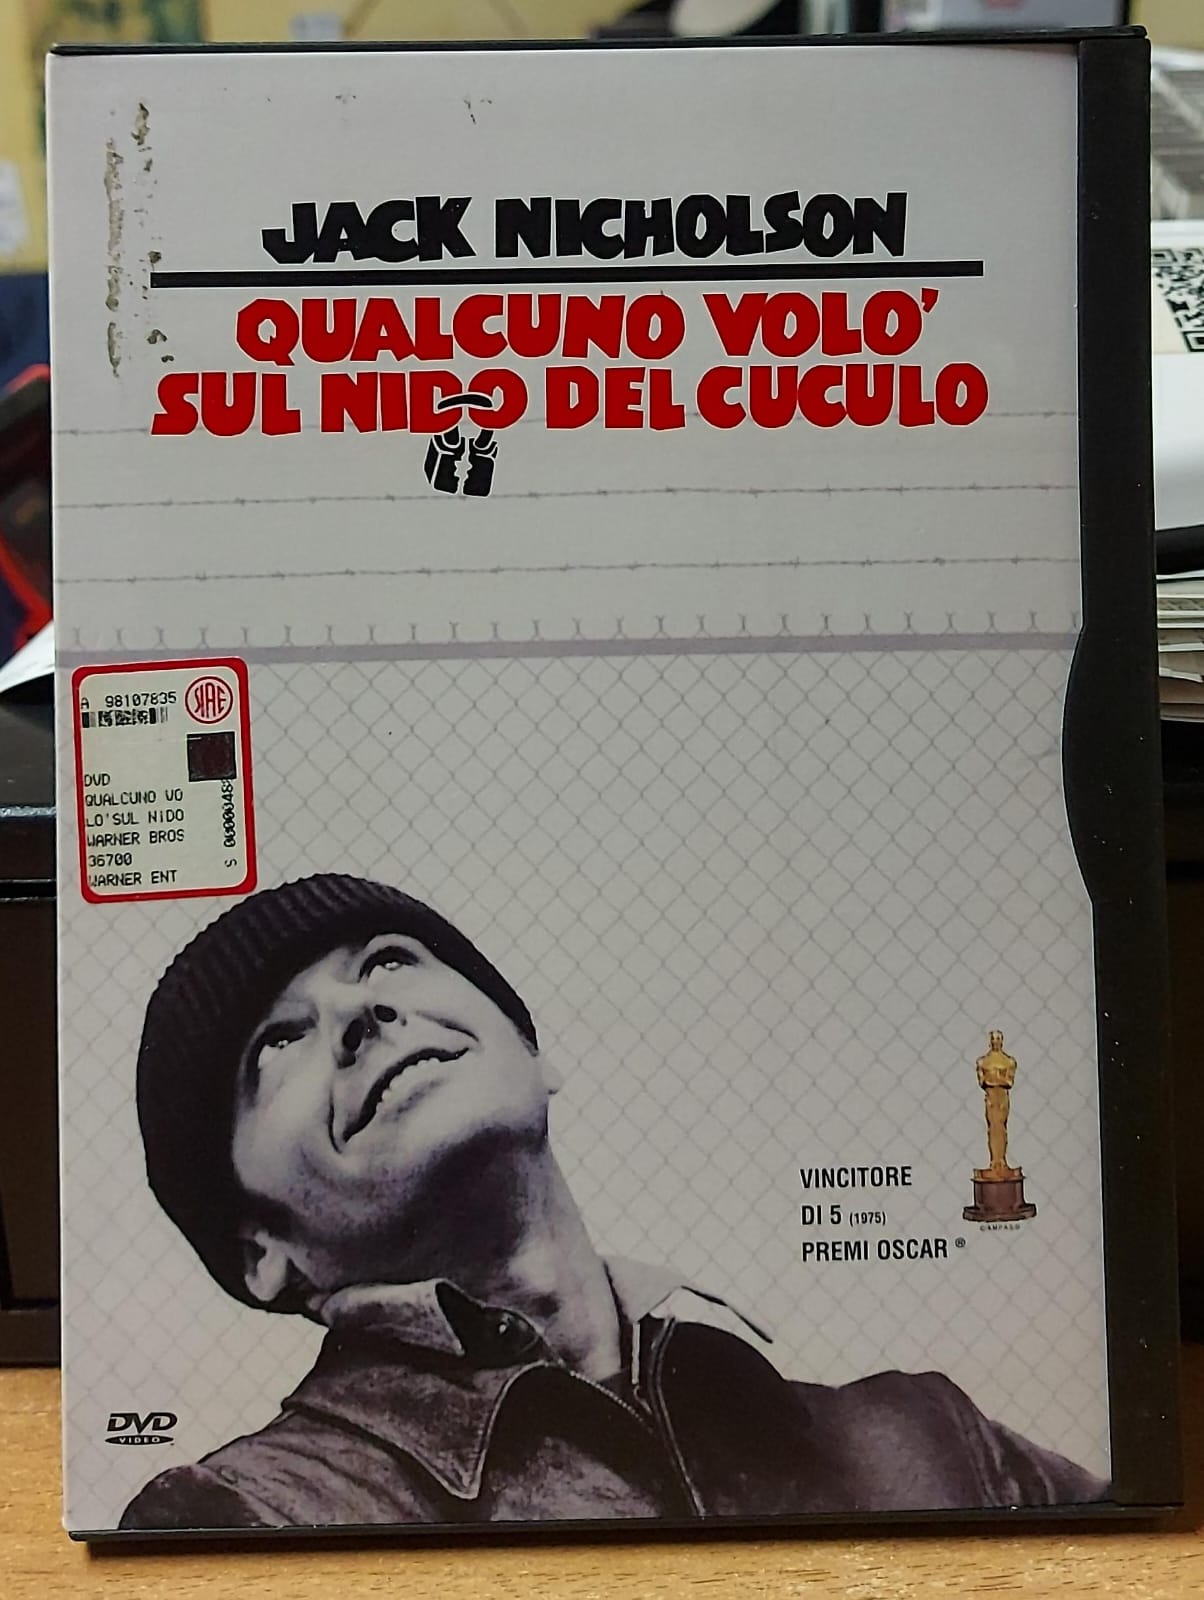 JACK NICHOLSON
QUALCUNO VOLO'
SUL NIDO DEL CUCULO
A 98107835
SIAE
DVD
QUALCUNO VO
LO'SUL NIDO
WARNER BROS
36700
WARNER ENT
VINCITORE
DI 5 (1975)
PREMI OSCAR ®
©AMPAS®
DVD
VIDEO